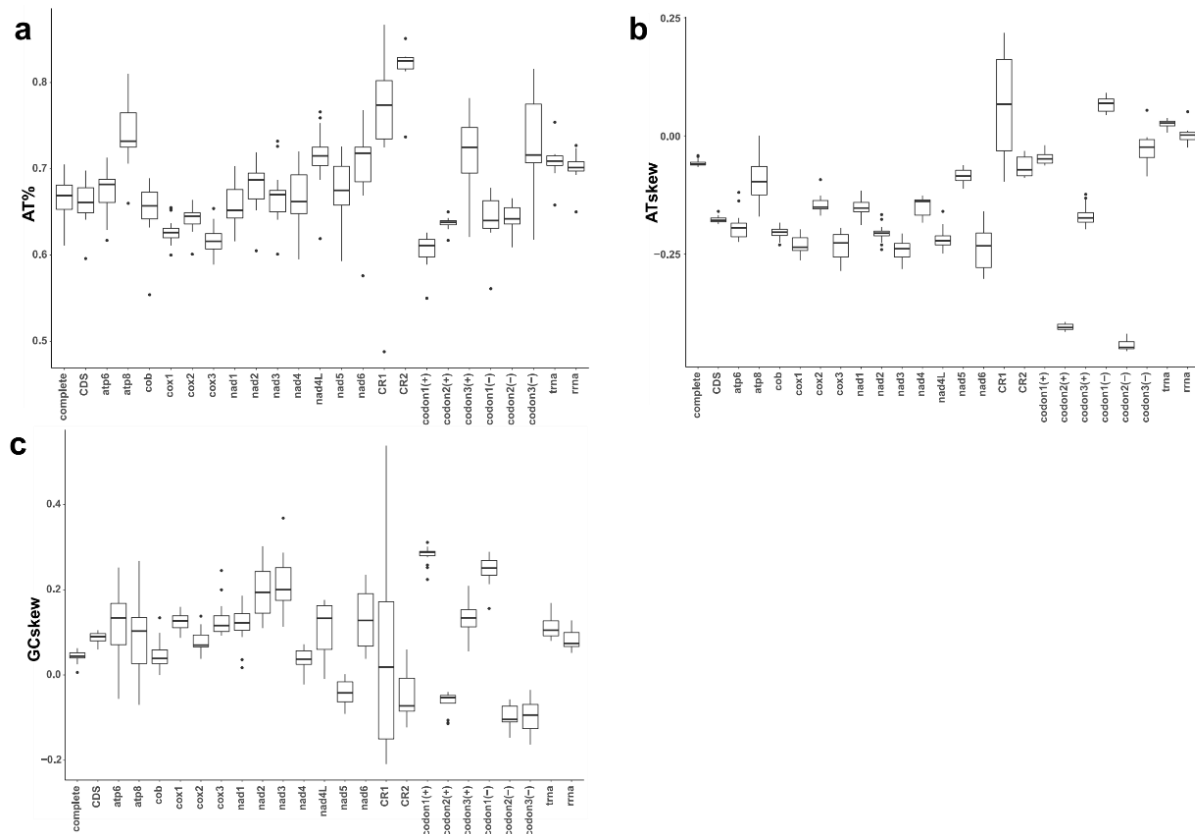 a
AT%
0.8
0.7
0.6
0.5
complete
CDS
atp6
atp8
cob
cox1
cox2
cox3
nad1
nad2
nad3
nad4
nad4L
nad5
nad6
CR1
CR2
codon1(+)
codon2(+)
codon3(+)
codon1(−)
codon2(−)
codon3(−)
trna
rrna
b
ATskew
0.25
0.00
−0.25
complete
CDS
atp6
atp8
cob
cox1
cox2
cox3
nad1
nad2
nad3
nad4
nad4L
nad5
nad6
CR1
CR2
codon1(+)
codon2(+)
codon3(+)
codon1(−)
codon2(−)
codon3(−)
trna
rrna
c
GCskew
0.4
0.2
0.0
−0.2
complete
CDS
atp6
atp8
cob
cox1
cox2
cox3
nad1
nad2
nad3
nad4
nad4L
nad5
nad6
CR1
CR2
codon1(+)
codon2(+)
codon3(+)
codon1(−)
codon2(−)
codon3(−)
trna
rrna